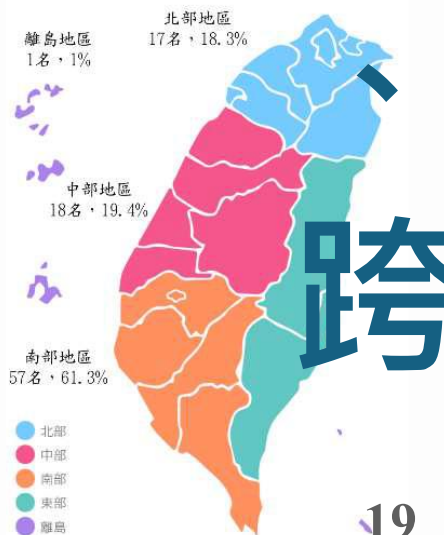 北部地區
17名，18.3%
離島地區
1名，1%
、
中部地區
18名，19.4%
跨
南部地區
57名，61.3%
北部
中部
南部
東部
離島
19